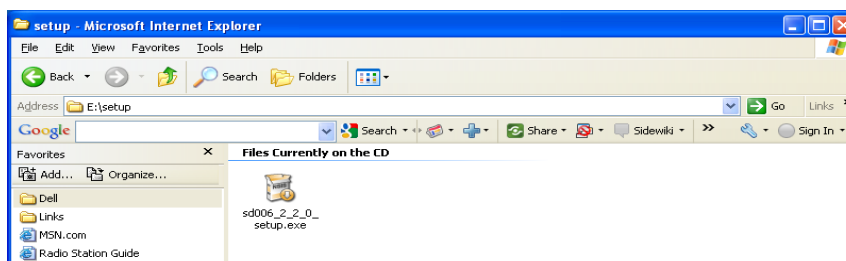 setup - Microsoft Internet Explorer
File Edit View Favorites Tools Help
Back Search Folders
Address E:\setup Go Links
Google Search Share Sidewiki » Sign In
Favorites × Files Currently on the CD
Add... Organize...
Dell
Links
MSN.com
Radio Station Guide
sd006_2_2_0_
setup.exe